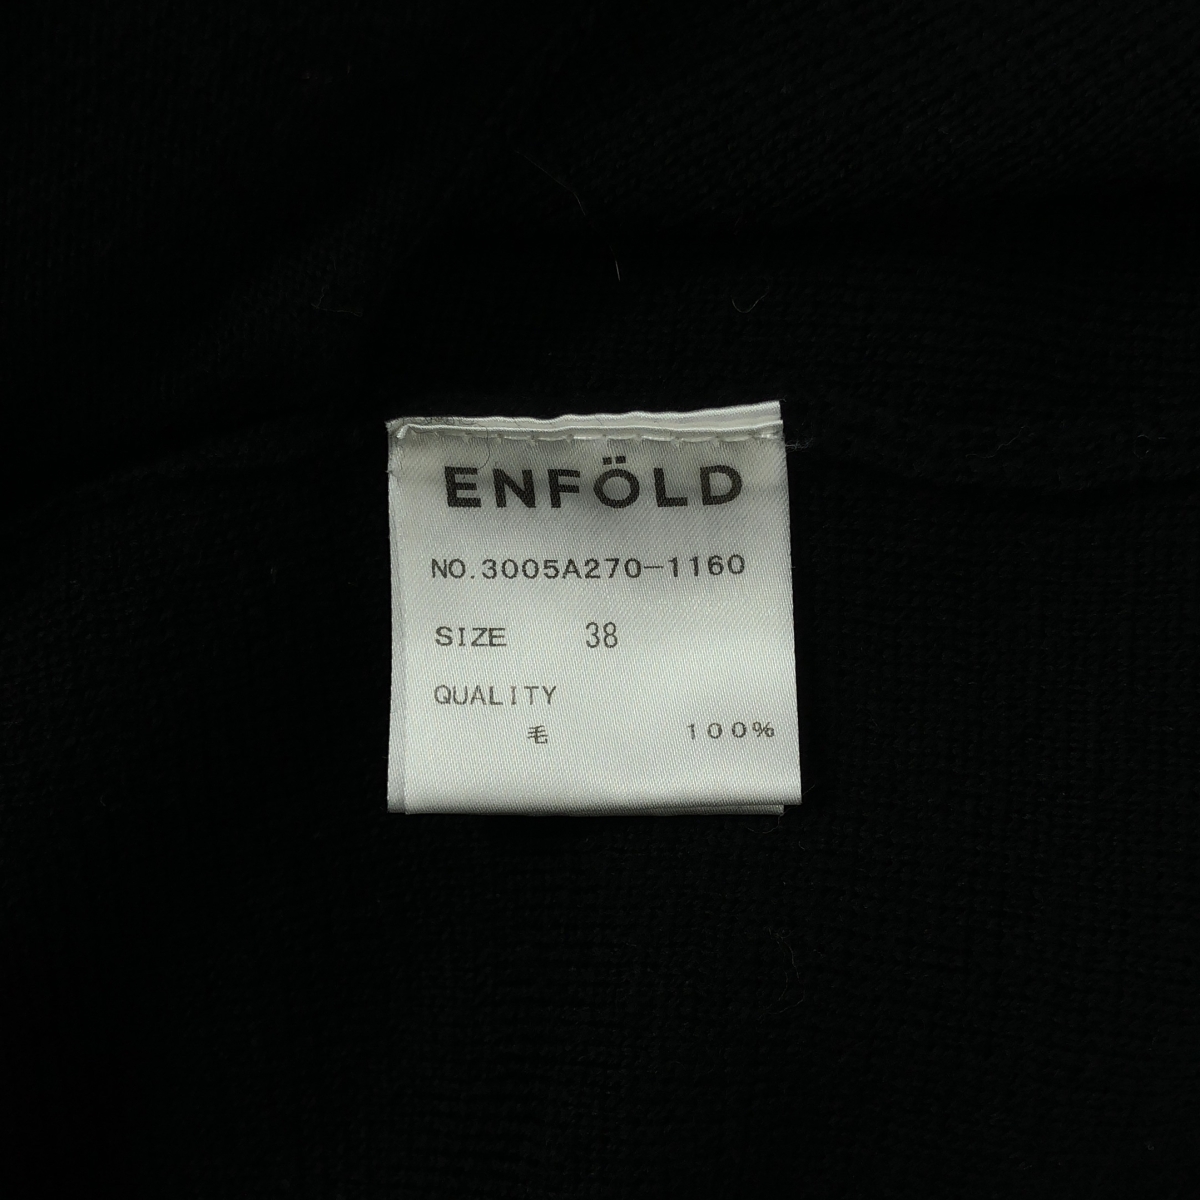 ENFÖLD
NO.3005A270-1160
SIZE 38
QUALITY
毛 100%